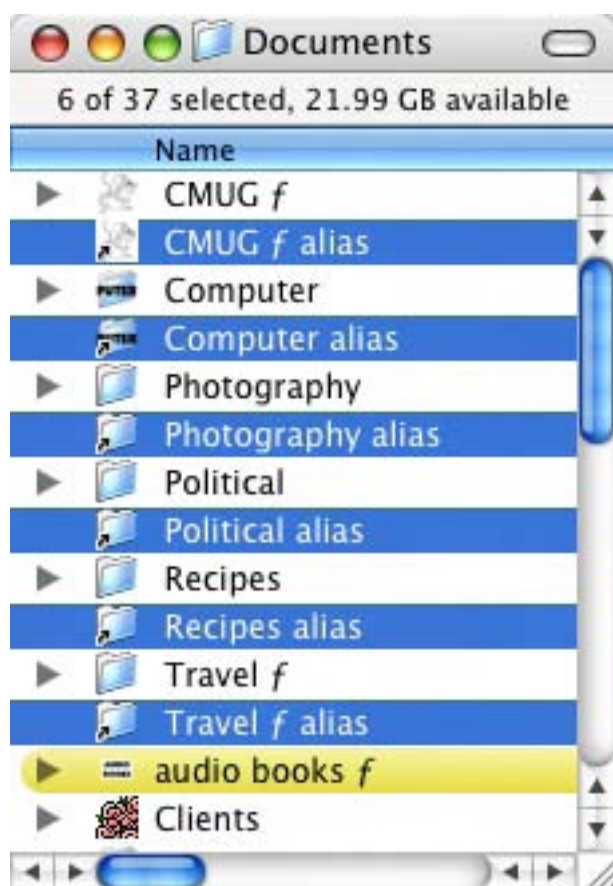 Documents
6 of 37 selected, 21.99 GB available
Name
CMUG ƒ
CMUG ƒ alias
Computer
Computer alias
Photography
Photography alias
Political
Political alias
Recipes
Recipes alias
Travel ƒ
Travel ƒ alias
audio books ƒ
Clients